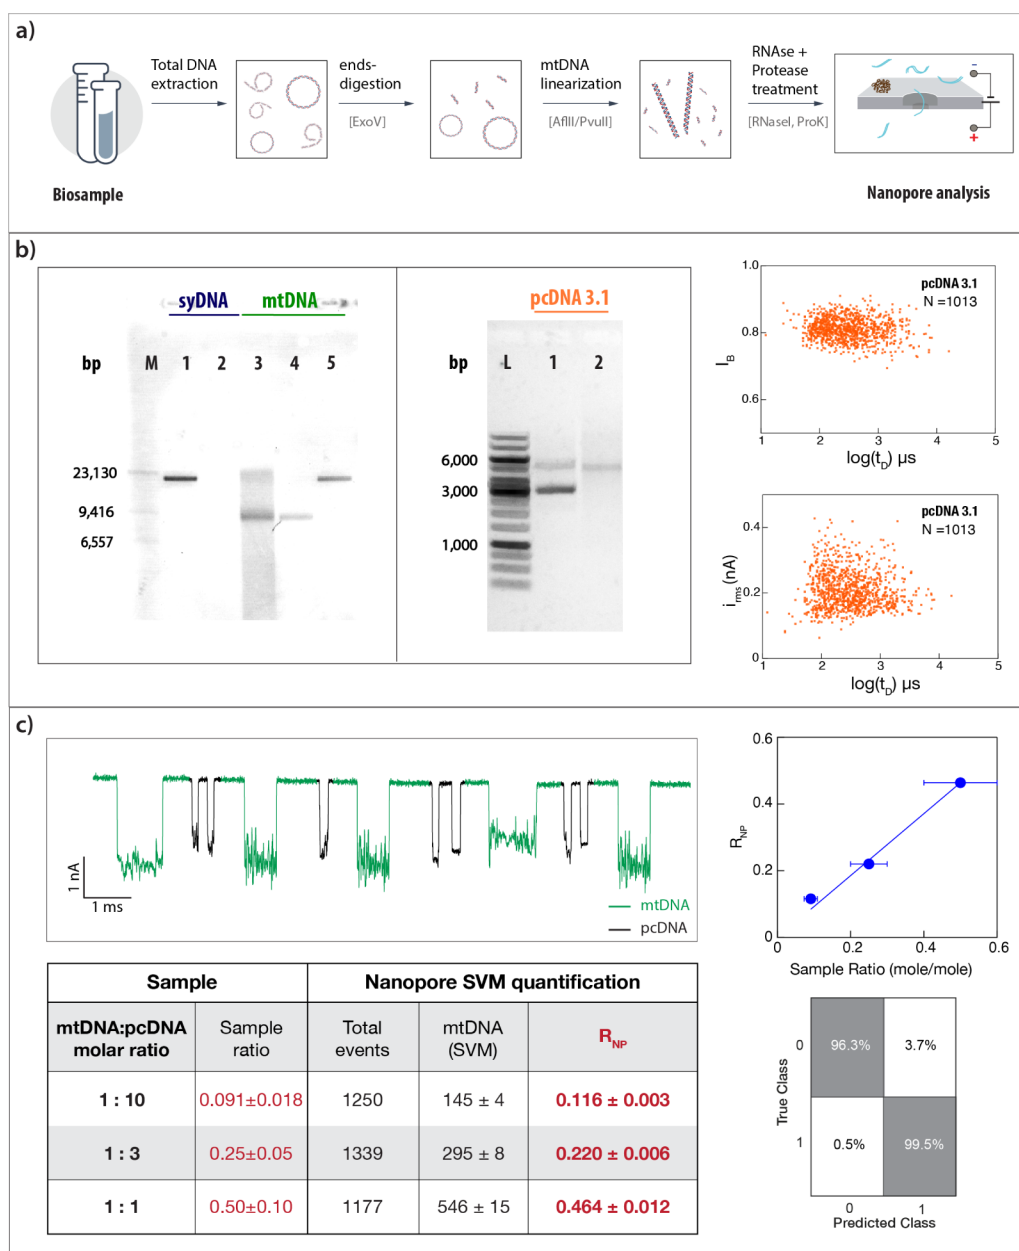 a)
Total DNA
extraction
ends-
digestion
[ExoV]
mtDNA
linearization
[AflII/PvuII]
RNAse +
Protease
treatment
[RNaseI, ProK]
Biosample
Nanopore analysis
b)
syDNA
mtDNA
bp
M
1
2
3
4
5
23,130
9,416
6,557
pcDNA 3.1
bp
L
1
2
6,000
3,000
1,000
pcDNA 3.1
N =1013
1.0
0.8
0.6
I_B
1
2
3
4
5
log(t_D) µs
pcDNA 3.1
N =1013
0.4
0.2
0
i_rms (nA)
1
2
3
4
5
log(t_D) µs
c)
1 nA
1 ms
mtDNA
pcDNA
0.6
0.4
0.2
0
R_NP
0
0.2
0.4
0.6
Sample Ratio (mole/mole)
Sample Nanopore SVM quantification
mtDNA:pcDNA Sample Total mtDNA R_NP
molar ratio ratio events (SVM)
1 : 10 0.091±0.018 1250 145 ± 4 0.116 ± 0.003
1 : 3 0.25±0.05 1339 295 ± 8 0.220 ± 0.006
1 : 1 0.50±0.10 1177 546 ± 15 0.464 ± 0.012
True Class
0
96.3%
3.7%
1
0.5%
99.5%
0
1
Predicted Class